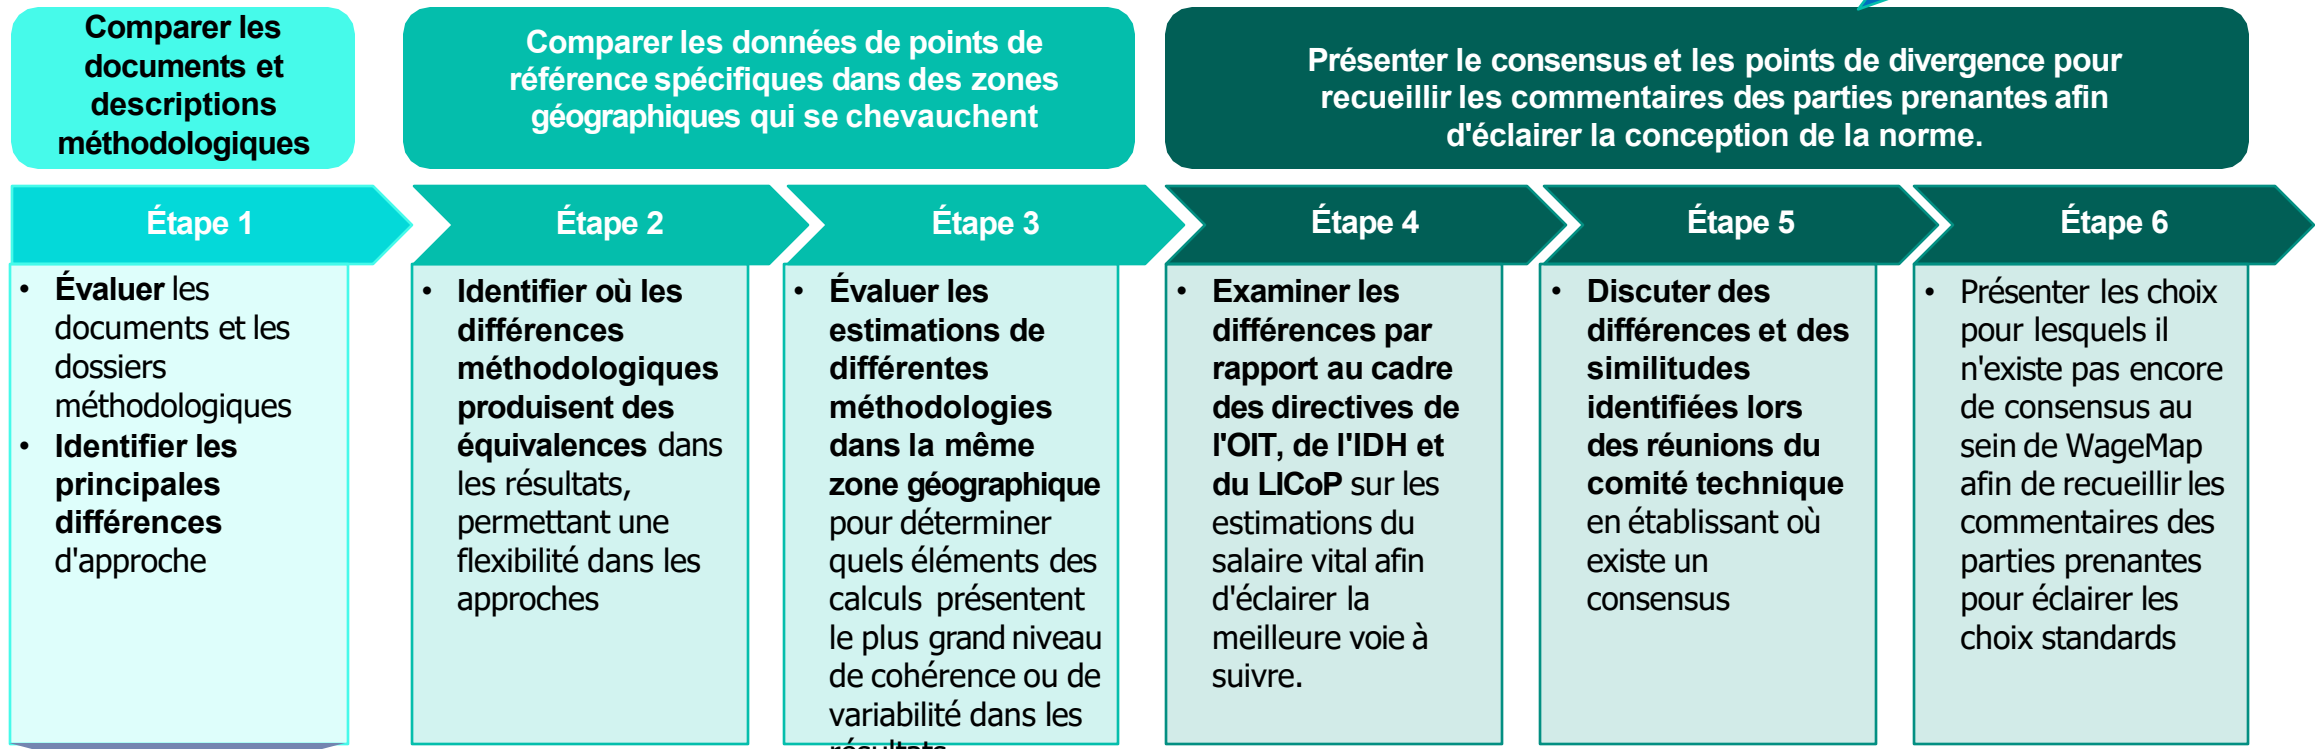 Comparer les
documents et
descriptions
méthodologiques
Comparer les données de points de
référence spécifiques dans des zones
géographiques qui se chevauchent
Présenter le consensus et les points de divergence pour
recueillir les commentaires des parties prenantes afin
d'éclairer la conception de la norme.
Étape 1
Étape 2
Étape 3
Étape 4
Étape 5
Étape 6
• Évaluer les
documents et les
dossiers
méthodologiques
• Identifier les
principales
différences
d'approche
• Identifier où les
différences
méthodologiques
produisent des
équivalences dans
les résultats,
permettant une
flexibilité dans les
approches
• Évaluer les
estimations de
différentes
méthodologies
dans la même
zone géographique
pour déterminer
quels éléments des
calculs présentent
le plus grand niveau
de cohérence ou de
variabilité dans les
résultats
• Examiner les
différences par
rapport au cadre
des directives de
l'OIT, de l'IDH et
du LICoP sur les
estimations du
salaire vital afin
d'éclairer la
meilleure voie à
suivre.
• Discuter des
différences et des
similitudes
identifiées lors
des réunions du
comité technique
en établissant où
existe un
consensus
• Présenter les choix
pour lesquels il
n'existe pas encore
de consensus au
sein de WageMap
afin de recueillir les
commentaires des
parties prenantes
pour éclairer les
choix standards